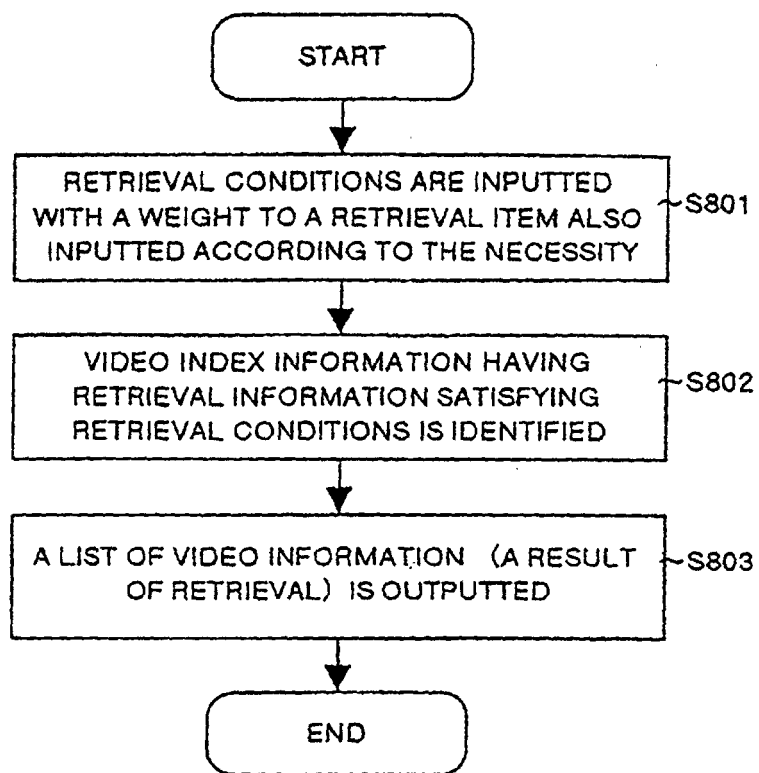 START
RETRIEVAL CONDITIONS ARE INPUTTED
WITH A WEIGHT TO A RETRIEVAL ITEM ALSO
INPUTTED ACCORDING TO THE NECESSITY
S801
VIDEO INDEX INFORMATION HAVING
RETRIEVAL INFORMATION SATISFYING
RETRIEVAL CONDITIONS IS IDENTIFIED
S802
A LIST OF VIDEO INFORMATION (A RESULT
OF RETRIEVAL) IS OUTPUTTED
S803
END